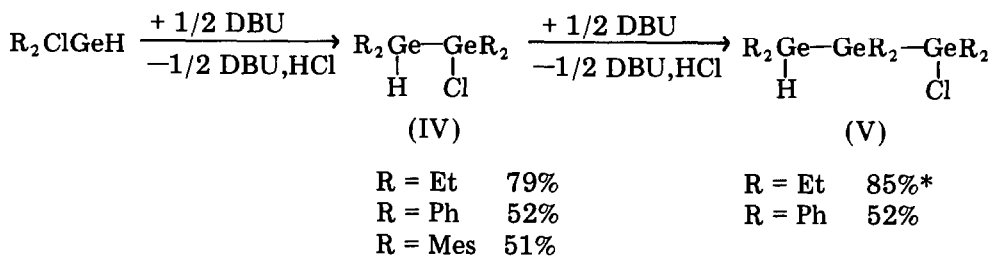 + 1/2 DBU + 1/2 DBU
R₂ClGeH R₂Ge—GeR₂ R₂Ge—GeR₂—GeR₂
—1/2 DBU,HCl —1/2 DBU,HCl
H Cl H Cl
(IV) (V)
R = Et 79% R = Et 85%*
R = Ph 52% R = Ph 52%
R = Mes 51%